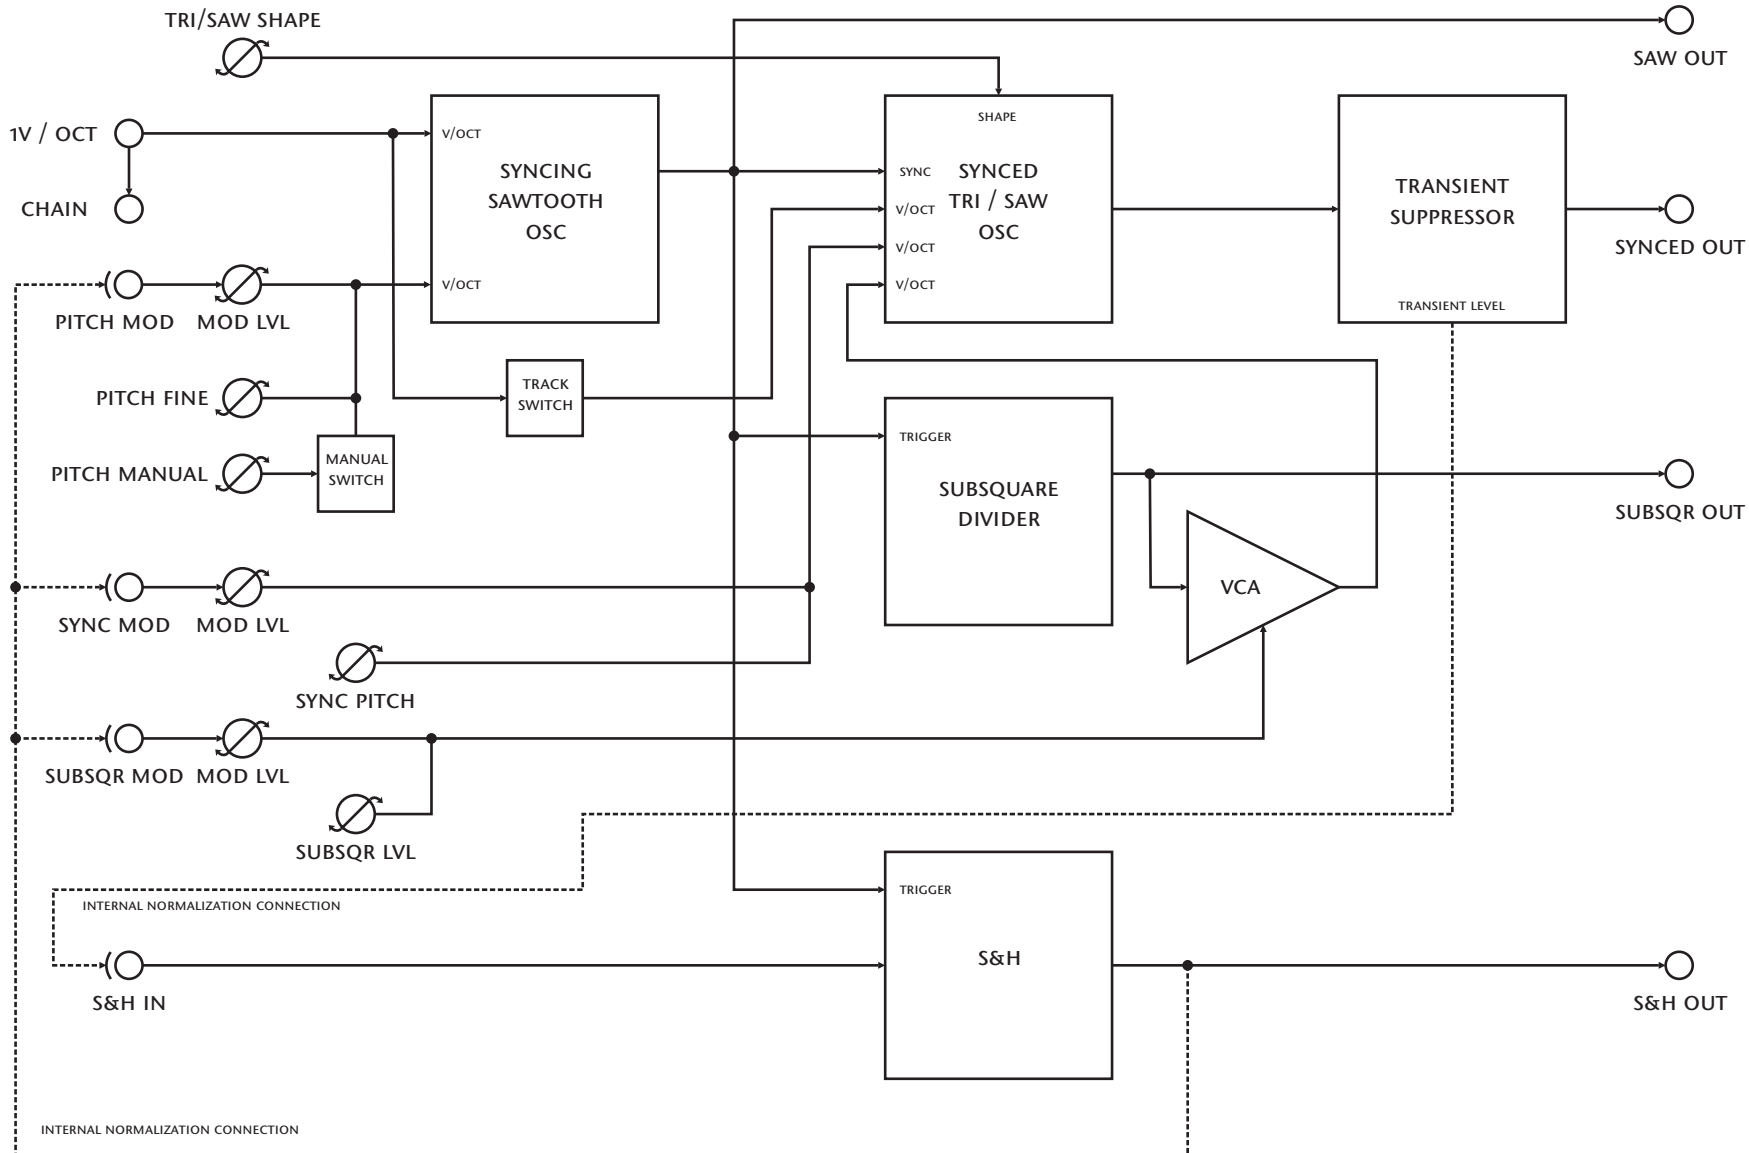 TRI/SAW SHAPE
SAW OUT
1V / OCT
CHAIN
V/OCT
SYNCING
SAWTOOTH
OSC
V/OCT
SHAPE
SYNC
V/OCT
V/OCT
V/OCT
SYNCED
TRI / SAW
OSC
TRANSIENT
SUPPRESSOR
TRANSIENT LEVEL
SYNCED OUT
PITCH MOD
MOD LVL
PITCH FINE
PITCH MANUAL
MANUAL
SWITCH
TRACK
SWITCH
TRIGGER
SUBSQUARE
DIVIDER
SUBSQR OUT
VCA
SYNC MOD
MOD LVL
SYNC PITCH
SUBSQR MOD
MOD LVL
SUBSQR LVL
INTERNAL NORMALIZATION CONNECTION
TRIGGER
S&H
S&H IN
S&H OUT
INTERNAL NORMALIZATION CONNECTION